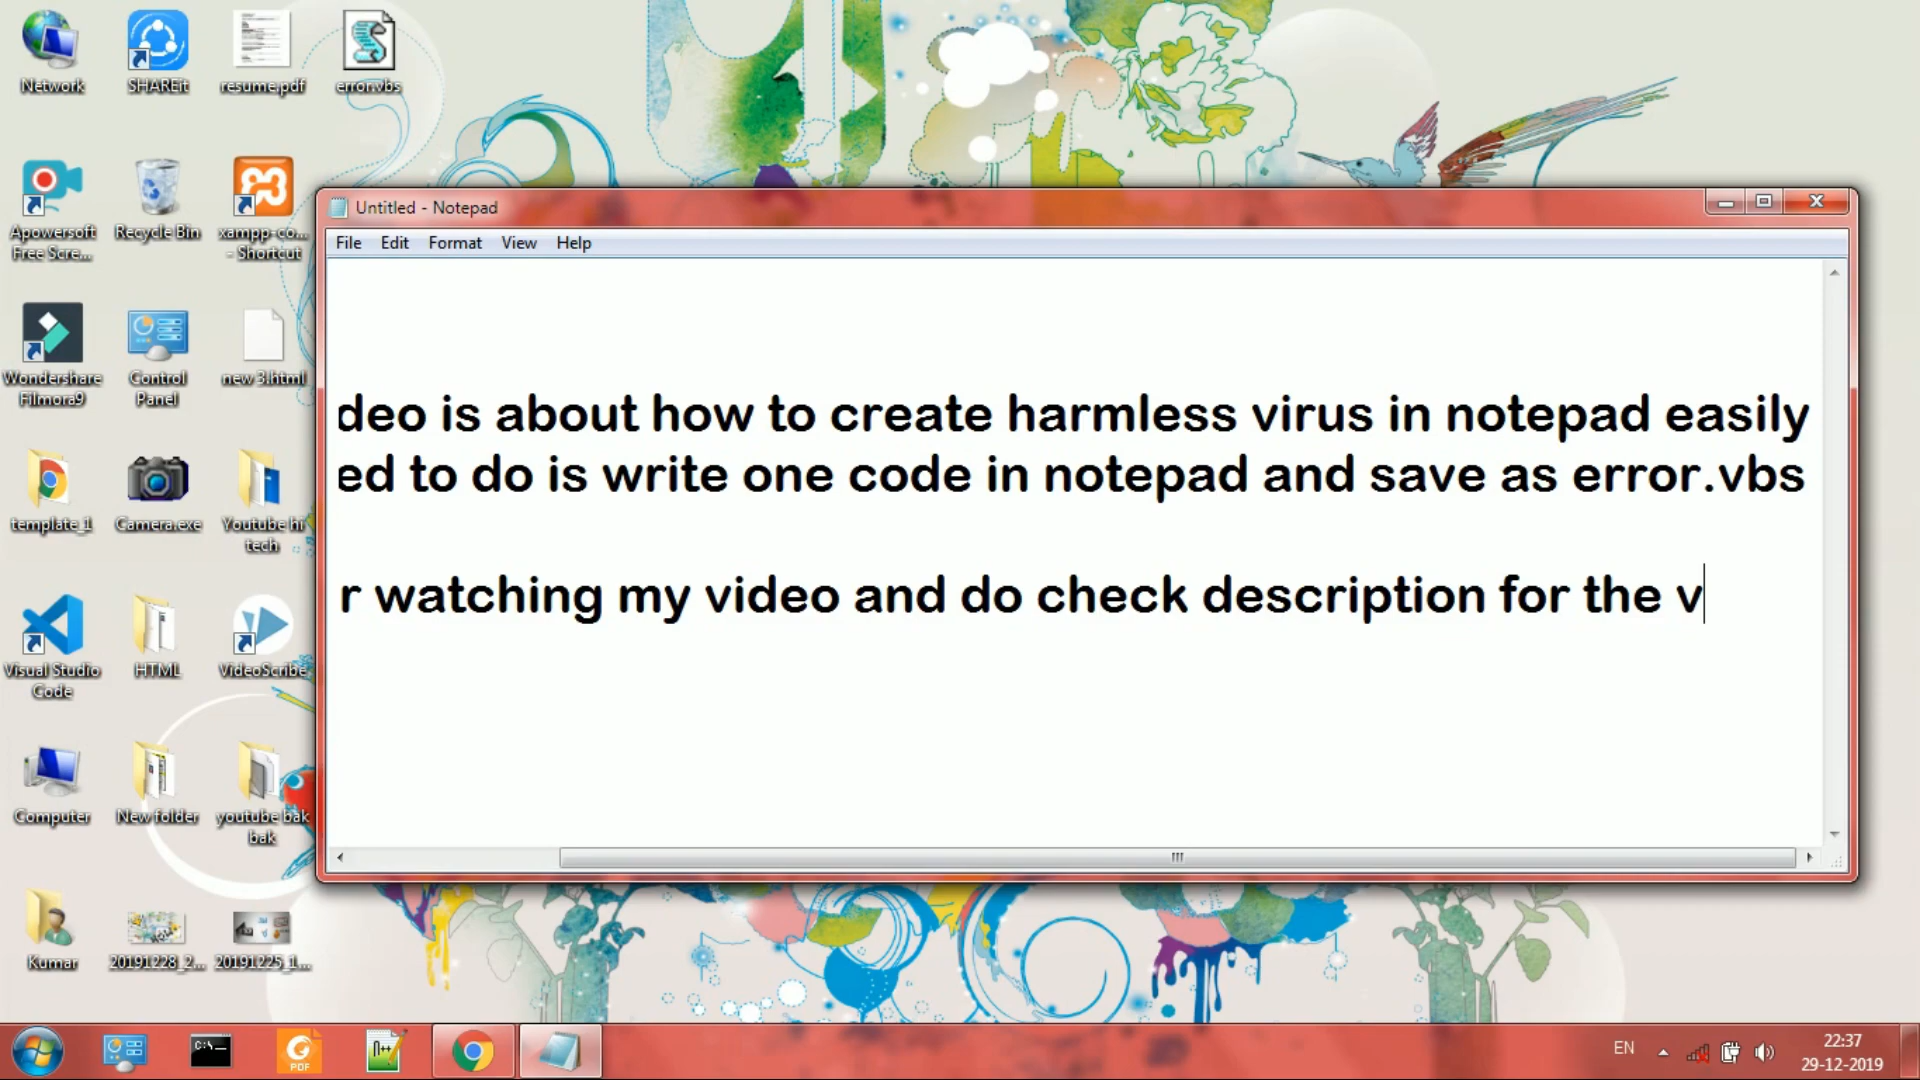 Network
SHAREit
resume.pdf
error.vbs
Apowersoft
Free Scre...
Recycle Bin
xampp-co...
- Shortcut
Untitled - Notepad
File Edit Format View Help
deo is about how to create harmless virus in notepad easily
ed to do is write one code in notepad and save as error.vbs
r watching my video and do check description for the v
Wondershare
Filmora9
Control
Panel
new 3.html
template_1
Camera.exe
Youtube hi
tech
Visual Studio
Code
HTML
VideoScribe
Computer
New folder
youtube bak
bak
Kumar
20191228_2...
20191225_1...
C:\_
PDF
N++
EN
22:37
29-12-2019